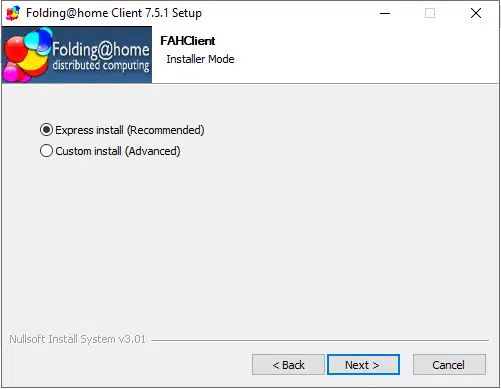 Folding@home Client 7.5.1 Setup
Folding@home
distributed computing
FAHClient
Installer Mode
Express install (Recommended)
Custom install (Advanced)
Nullsoft Install System v3.01
< Back
Next >
Cancel